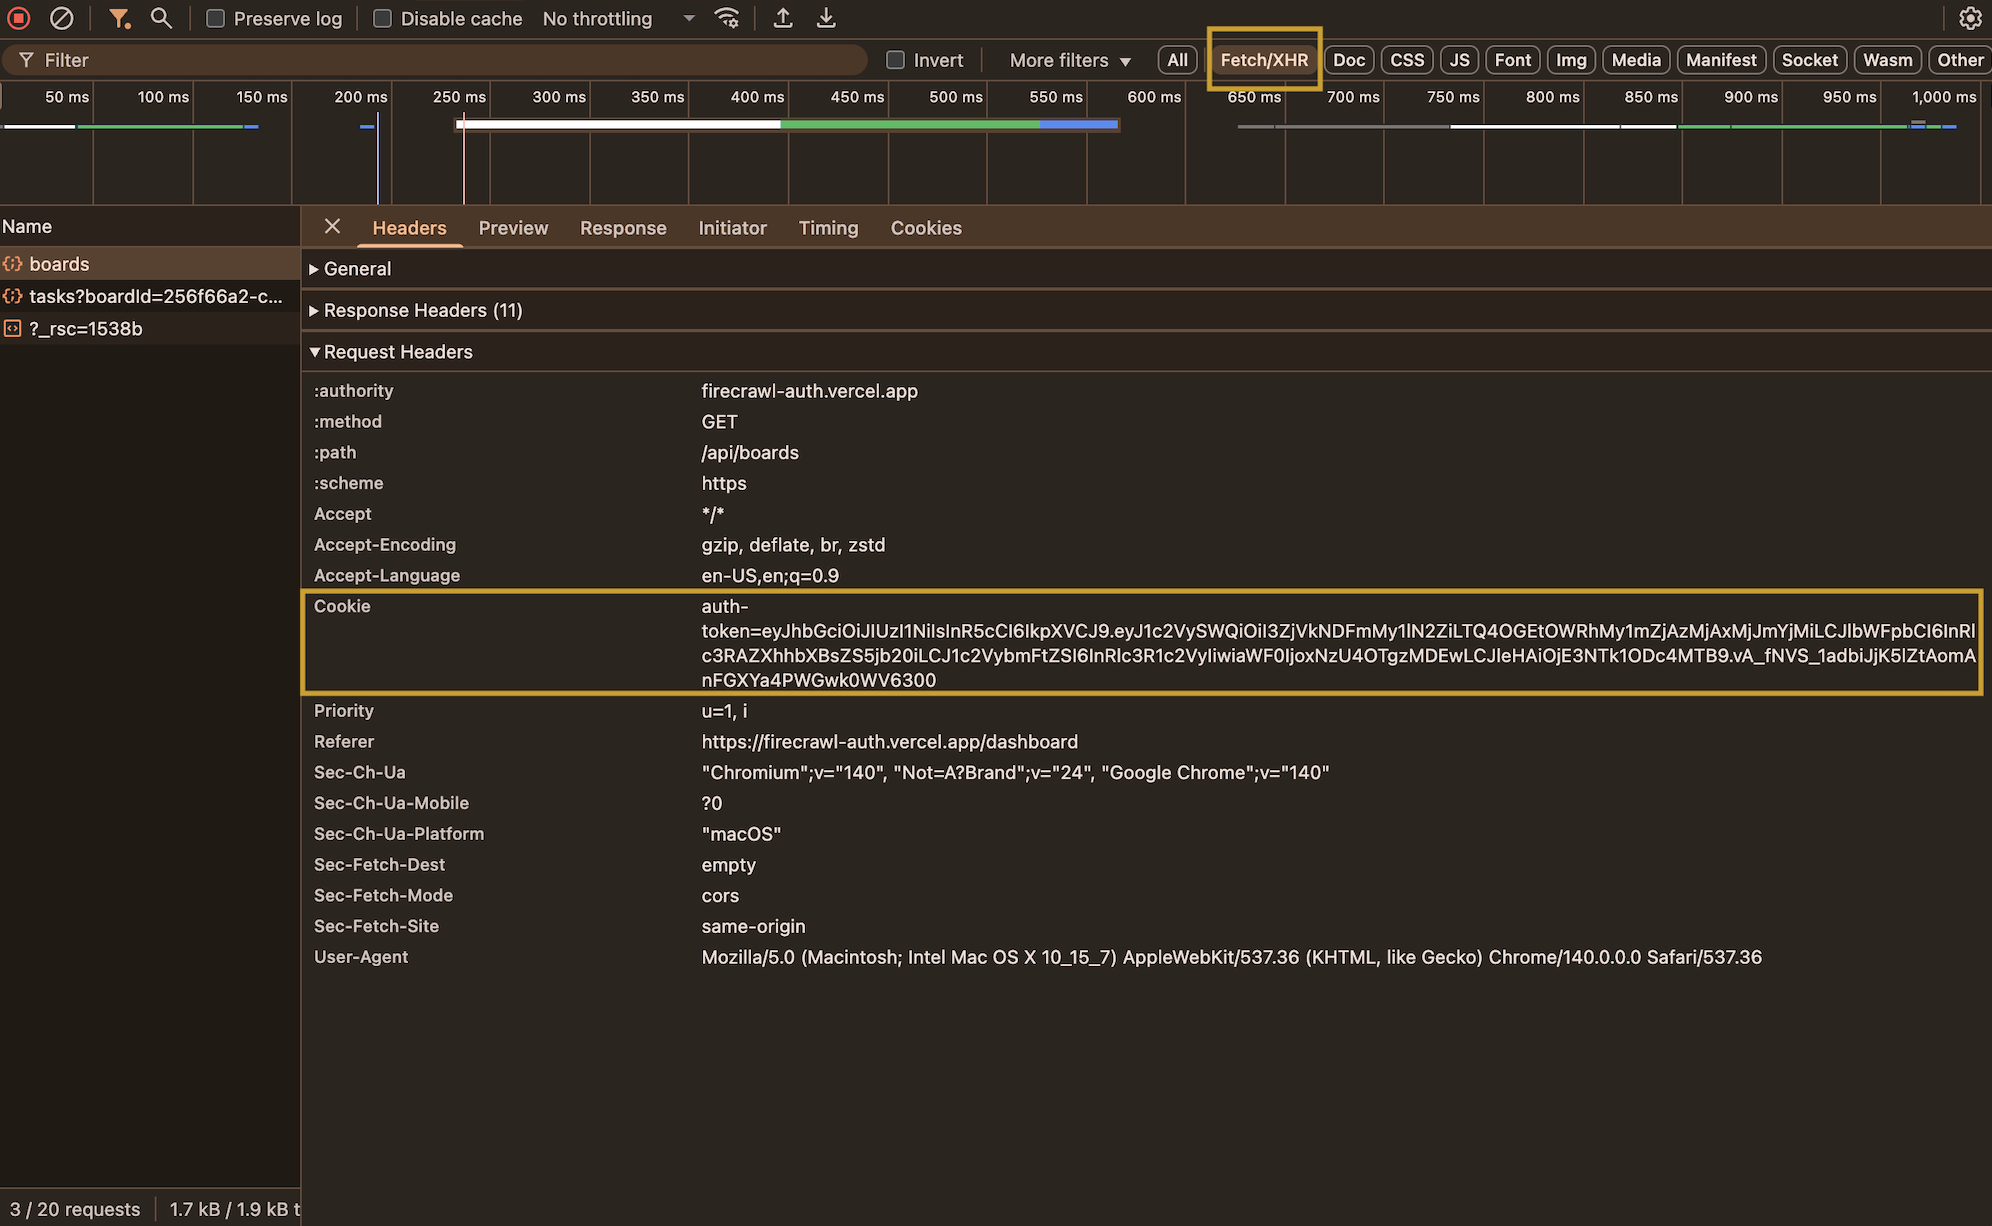 Preserve log Disable cache No throttling
Filter Invert More filters All Fetch/XHR Doc CSS JS Font Img Media Manifest Socket Wasm Other
50 ms 100 ms 150 ms 200 ms 250 ms 300 ms 350 ms 400 ms 450 ms 500 ms 550 ms 600 ms 650 ms 700 ms 750 ms 800 ms 850 ms 900 ms 950 ms 1,000 ms
Name
boards
tasks?boardId=256f66a2-c...
?_rsc=1538b
Headers Preview Response Initiator Timing Cookies
General
Response Headers (11)
Request Headers
:authority firecrawl-auth.vercel.app
:method GET
:path /api/boards
:scheme https
Accept */*
Accept-Encoding gzip, deflate, br, zstd
Accept-Language en-US,en;q=0.9
Cookie auth-
token=eyJhbGciOiJIUzI1NiIsInR5cCI6IkpXVCJ9.eyJ1c2VySWQiOiI3ZjVkNDFmMy1lN2ZiLTQ4OGEtOWRhMy1mZjAzMjAxMjJmYjMiLCJlbWFpbCI6InRl
c3RAZXhhbXBsZS5jb20iLCJ1c2VybmFtZSI6InRlc3R1c2VyIiwiaWF0IjoxNzU4OTgzMDEwLCJleHAiOjE3NTk1ODc4MTB9.vA_fNVS_1adbiJjK5lZtAomA
nFGXYa4PWGwk0WV6300
Priority u=1, i
Referer https://firecrawl-auth.vercel.app/dashboard
Sec-Ch-Ua "Chromium";v="140", "Not=A?Brand";v="24", "Google Chrome";v="140"
Sec-Ch-Ua-Mobile ?0
Sec-Ch-Ua-Platform "macOS"
Sec-Fetch-Dest empty
Sec-Fetch-Mode cors
Sec-Fetch-Site same-origin
User-Agent Mozilla/5.0 (Macintosh; Intel Mac OS X 10_15_7) AppleWebKit/537.36 (KHTML, like Gecko) Chrome/140.0.0.0 Safari/537.36
3 / 20 requests 1.7 kB / 1.9 kB t